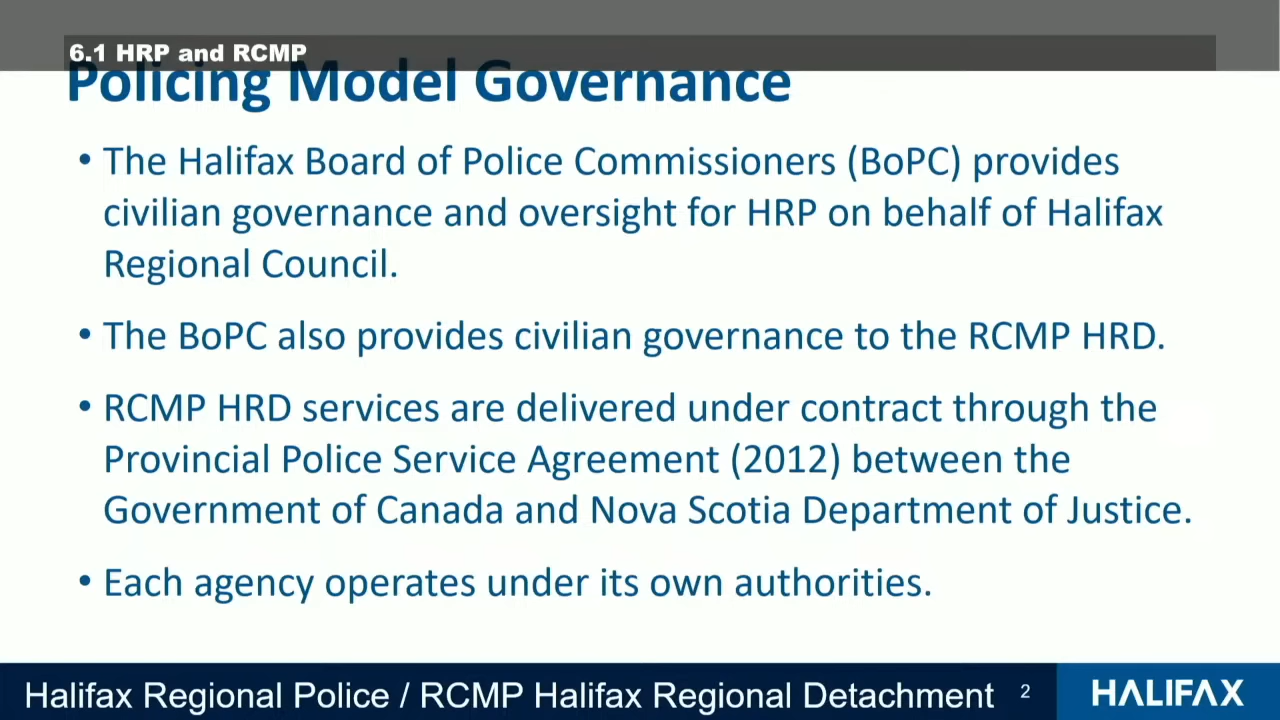 6.1 HRP and RCMP
Policing Model Governance
• The Halifax Board of Police Commissioners (BoPC) provides
civilian governance and oversight for HRP on behalf of Halifax
Regional Council.
• The BoPC also provides civilian governance to the RCMP HRD.
• RCMP HRD services are delivered under contract through the
Provincial Police Service Agreement (2012) between the
Government of Canada and Nova Scotia Department of Justice.
• Each agency operates under its own authorities.
Halifax Regional Police / RCMP Halifax Regional Detachment 2
HALIFAX